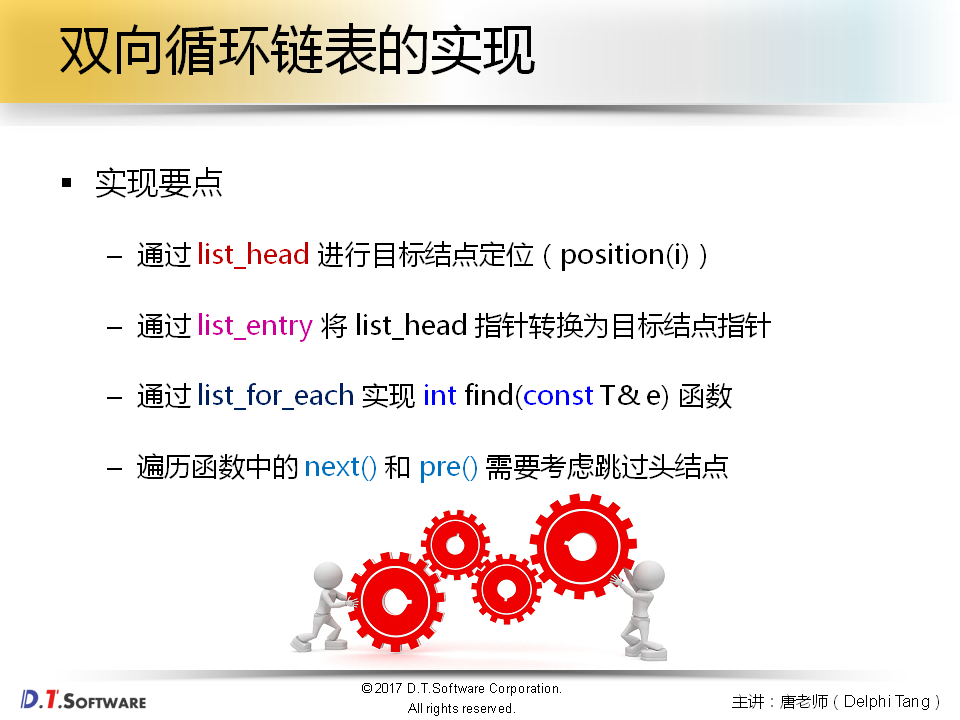 双向循环链表的实现
▪ 实现要点
– 通过 list_head 进行目标结点定位 ( position(i) )
– 通过 list_entry 将 list_head 指针转换为目标结点指针
– 通过 list_for_each 实现 int find(const T& e) 函数
– 遍历函数中的 next() 和 pre() 需要考虑跳过头结点
D.T.SOFTWARE
©2017 D.T.Software Corporation.
All rights reserved.
主讲：唐老师 ( Delphi Tang )